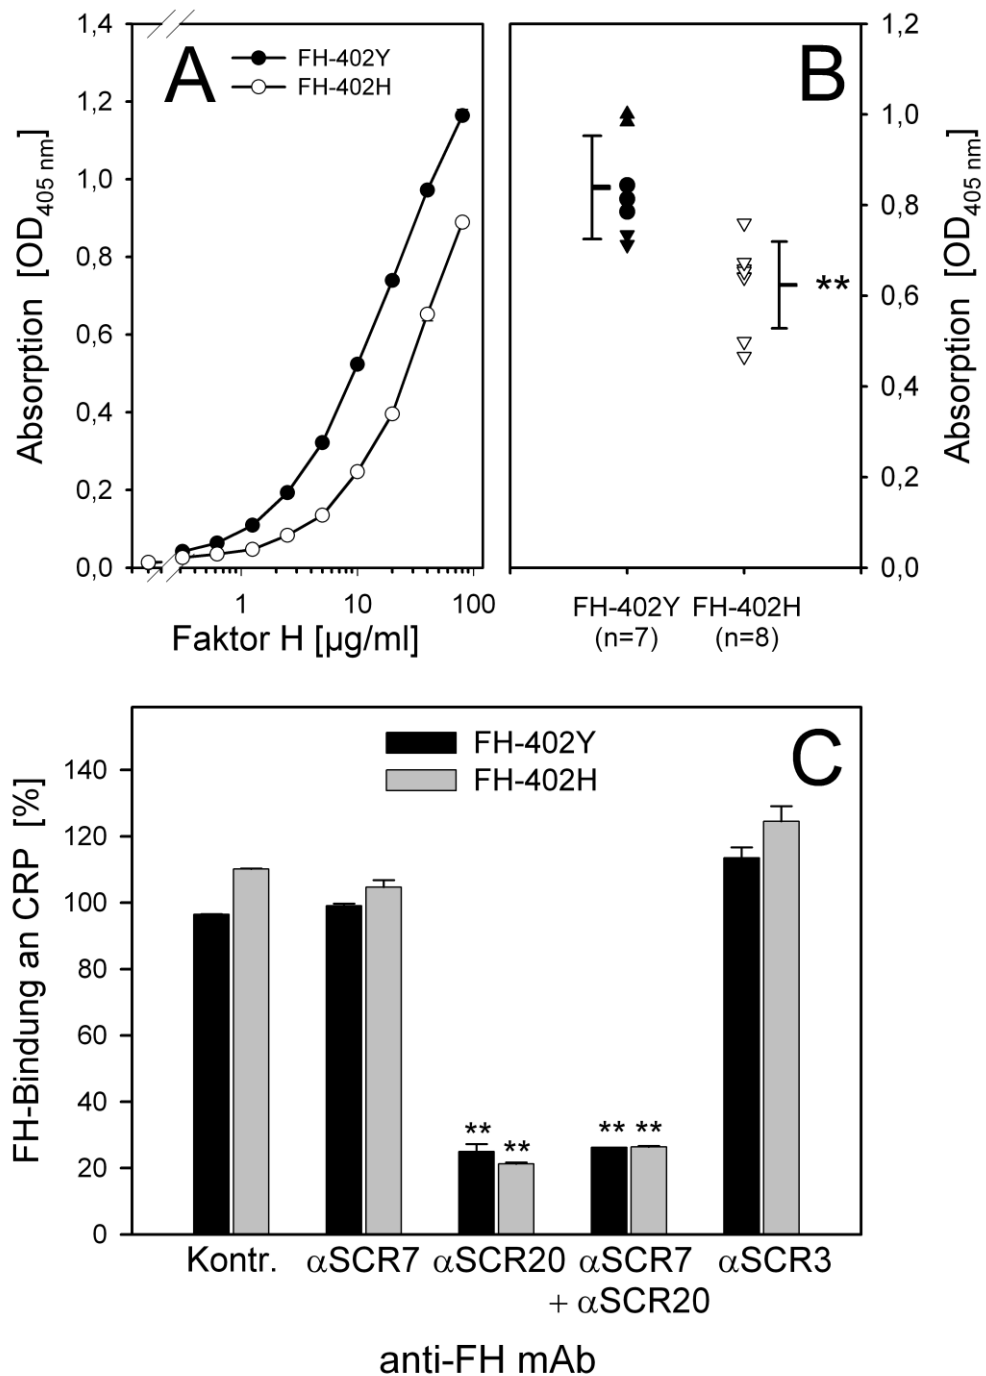 A
FH-402Y
FH-402H
1,4
1,2
1,0
0,8
0,6
0,4
0,2
0,0
Absorption [OD405 nm]
1
10
100
Faktor H [µg/ml]
B
1,2
1,0
0,8
0,6
0,4
0,2
0,0
Absorption [OD405 nm]
**
FH-402Y
(n=7)
FH-402H
(n=8)
C
FH-402Y
FH-402H
140
120
100
80
60
40
20
0
FH-Bindung an CRP [%]
** ** ** **
Kontr. αSCR7 αSCR20 αSCR7 αSCR3
+ αSCR20
anti-FH mAb